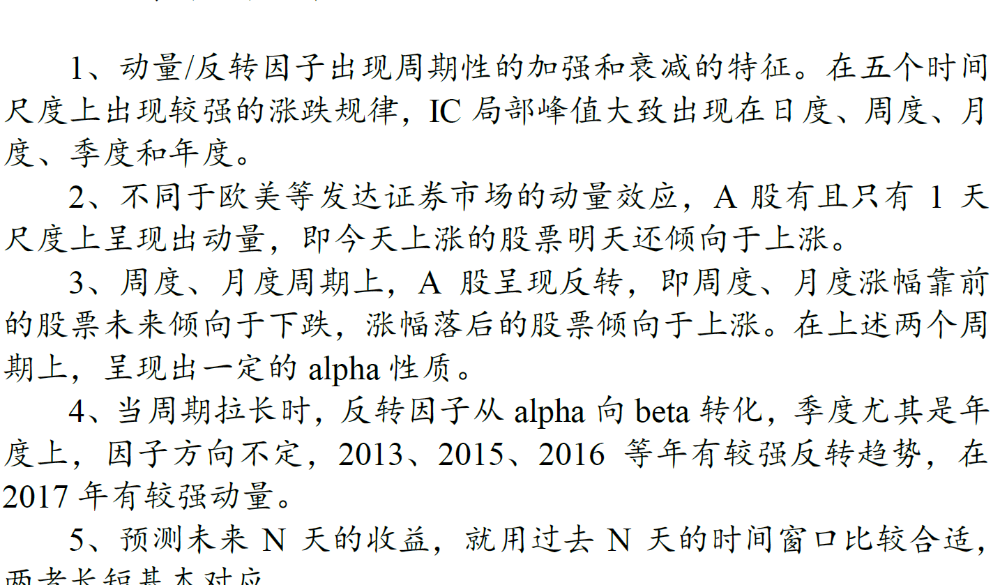 1、动量/反转因子出现周期性的加强和衰减的特征。在五个时间
尺度上出现较强的涨跌规律，IC 局部峰值大致出现在日度、周度、月
度、季度和年度。
2、不同于欧美等发达证券市场的动量效应，A 股有且只有 1 天
尺度上呈现出动量，即今天上涨的股票明天还倾向于上涨。
3、周度、月度周期上，A 股呈现反转，即周度、月度涨幅靠前
的股票未来倾向于下跌，涨幅落后的股票倾向于上涨。在上述两个周
期上，呈现出一定的 alpha 性质。
4、当周期拉长时，反转因子从 alpha 向 beta 转化，季度尤其是年
度上，因子方向不定，2013、2015、2016 等年有较强反转趋势，在
2017 年有较强动量。
5、预测未来 N 天的收益，就用过去 N 天的时间窗口比较合适，
两者长短基本对应